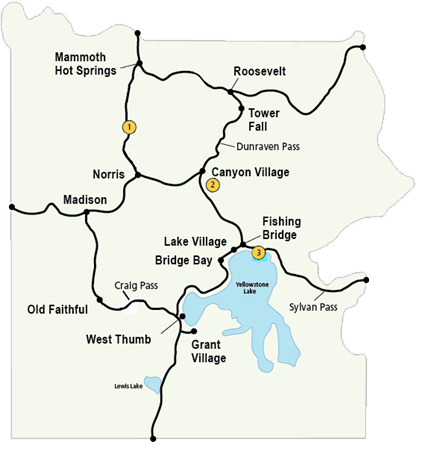 Mammoth
Hot Springs
Roosevelt
Tower
Fall
1
Dunraven Pass
Norris
Canyon Village
2
Madison
Fishing
Bridge
Lake Village
3
Bridge Bay
Yellowstone
Lake
Craig Pass
Sylvan Pass
Old Faithful
West Thumb
Grant
Village
Lewis Lake